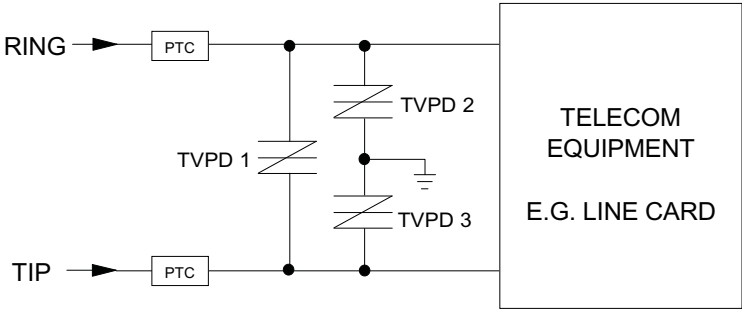 RING
PTC
TVPD 2
TVPD 1
TELECOM
EQUIPMENT
E.G. LINE CARD
TVPD 3
TIP
PTC